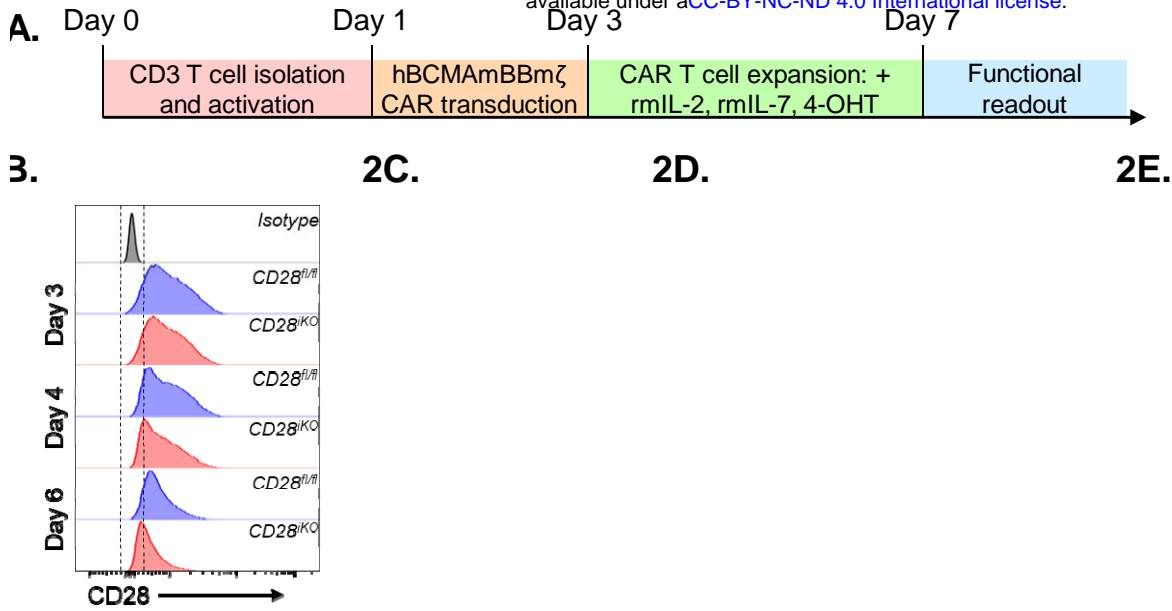 available under aCC-BY-NC-ND 4.0 International license.
A.
Day 0
Day 1
Day 3
Day 7
CD3 T cell isolation
and activation
hBCMAmBBmζ
CAR transduction
CAR T cell expansion: +
rmIL-2, rmIL-7, 4-OHT
Functional
readout
B.
2C.
2D.
2E.
Isotype
Day 3
CD28fl/fl
CD28iKO
Day 4
CD28fl/fl
CD28iKO
Day 6
CD28fl/fl
CD28iKO
CD28